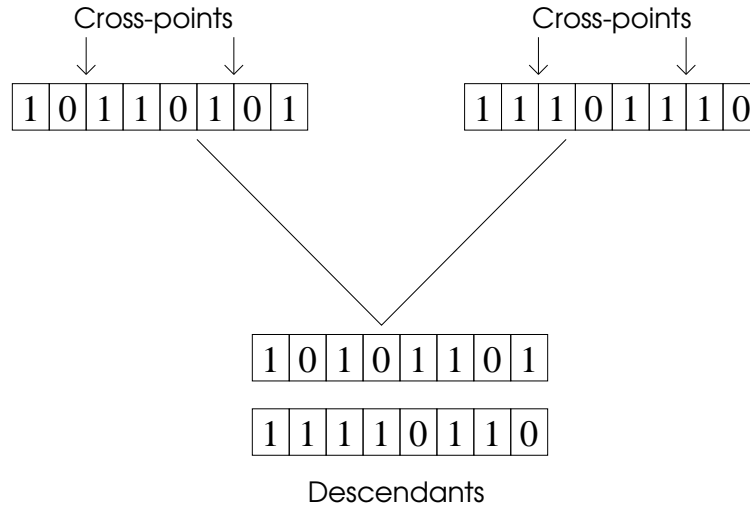 Cross-points Cross-points
1 0 1 1 0 1 0 1 1 1 1 0 1 1 1 0
1 0 1 0 1 1 0 1
1 1 1 1 0 1 1 0
Descendants